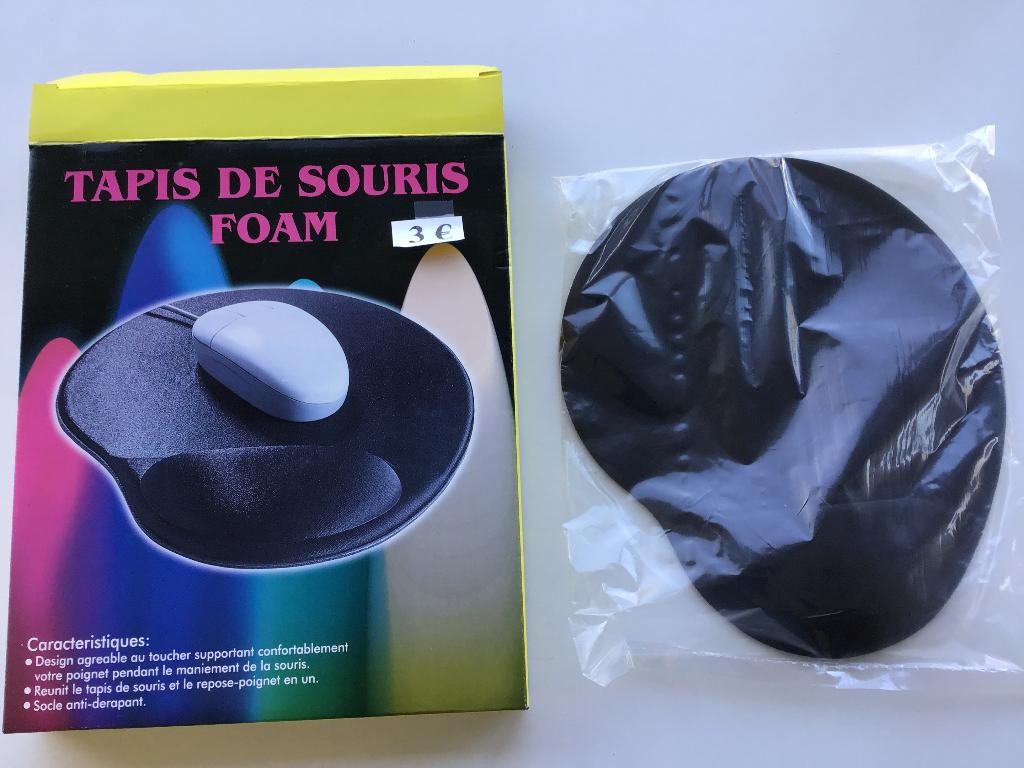 TAPIS DE SOURIS
FOAM
3 €
Caracteristiques:
● Design agreable au toucher supportant confortablement
votre poignet pendant le maniement de la souris.
● Reunit le tapis de souris et le repose-poignet en un.
● Socle anti-derapant.